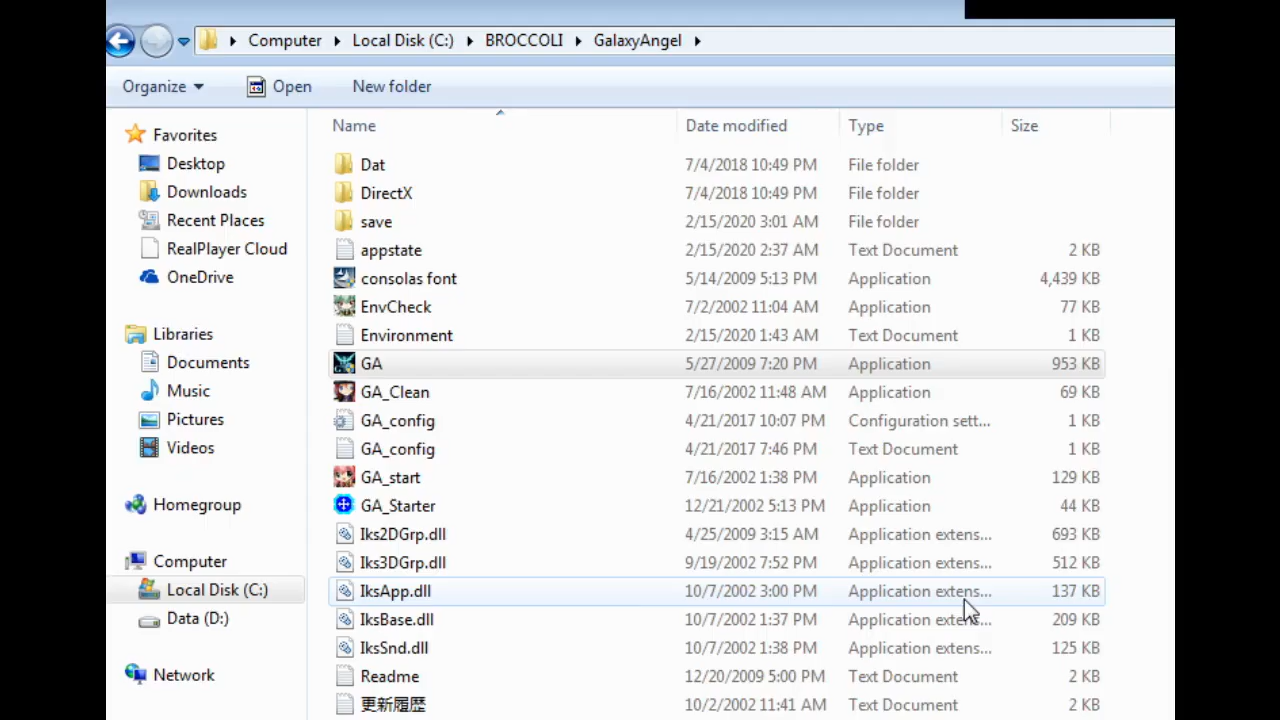 Computer Local Disk (C:) BROCCOLI GalaxyAngel
Organize Open New folder
Name Date modified Type Size
Favorites
Desktop
Downloads
Recent Places
RealPlayer Cloud
OneDrive
Libraries
Documents
Music
Pictures
Videos
Homegroup
Computer
Local Disk (C:)
Data (D:)
Network
Dat 7/4/2018 10:49 PM File folder
DirectX 7/4/2018 10:49 PM File folder
save 2/15/2020 3:01 AM File folder
appstate 2/15/2020 2:37 AM Text Document 2 KB
consolas font 5/14/2009 5:13 PM Application 4,439 KB
EnvCheck 7/2/2002 11:04 AM Application 77 KB
Environment 2/15/2020 1:43 AM Text Document 1 KB
GA 5/27/2009 7:20 PM Application 953 KB
GA_Clean 7/16/2002 11:48 AM Application 69 KB
GA_config 4/21/2017 10:07 PM Configuration sett... 1 KB
GA_config 4/21/2017 7:46 PM Text Document 1 KB
GA_start 7/16/2002 1:38 PM Application 129 KB
GA_Starter 12/21/2002 5:13 PM Application 44 KB
Iks2DGrp.dll 4/25/2009 3:15 AM Application extens... 693 KB
Iks3DGrp.dll 9/19/2002 7:52 PM Application extens... 512 KB
IksApp.dll 10/7/2002 3:00 PM Application extens... 137 KB
IksBase.dll 10/7/2002 1:37 PM Application extens... 209 KB
IksSnd.dll 10/7/2002 1:38 PM Application extens... 125 KB
Readme 12/20/2009 5:00 PM Text Document 2 KB
更新履歴 10/2/2002 11:41 AM Text Document 2 KB